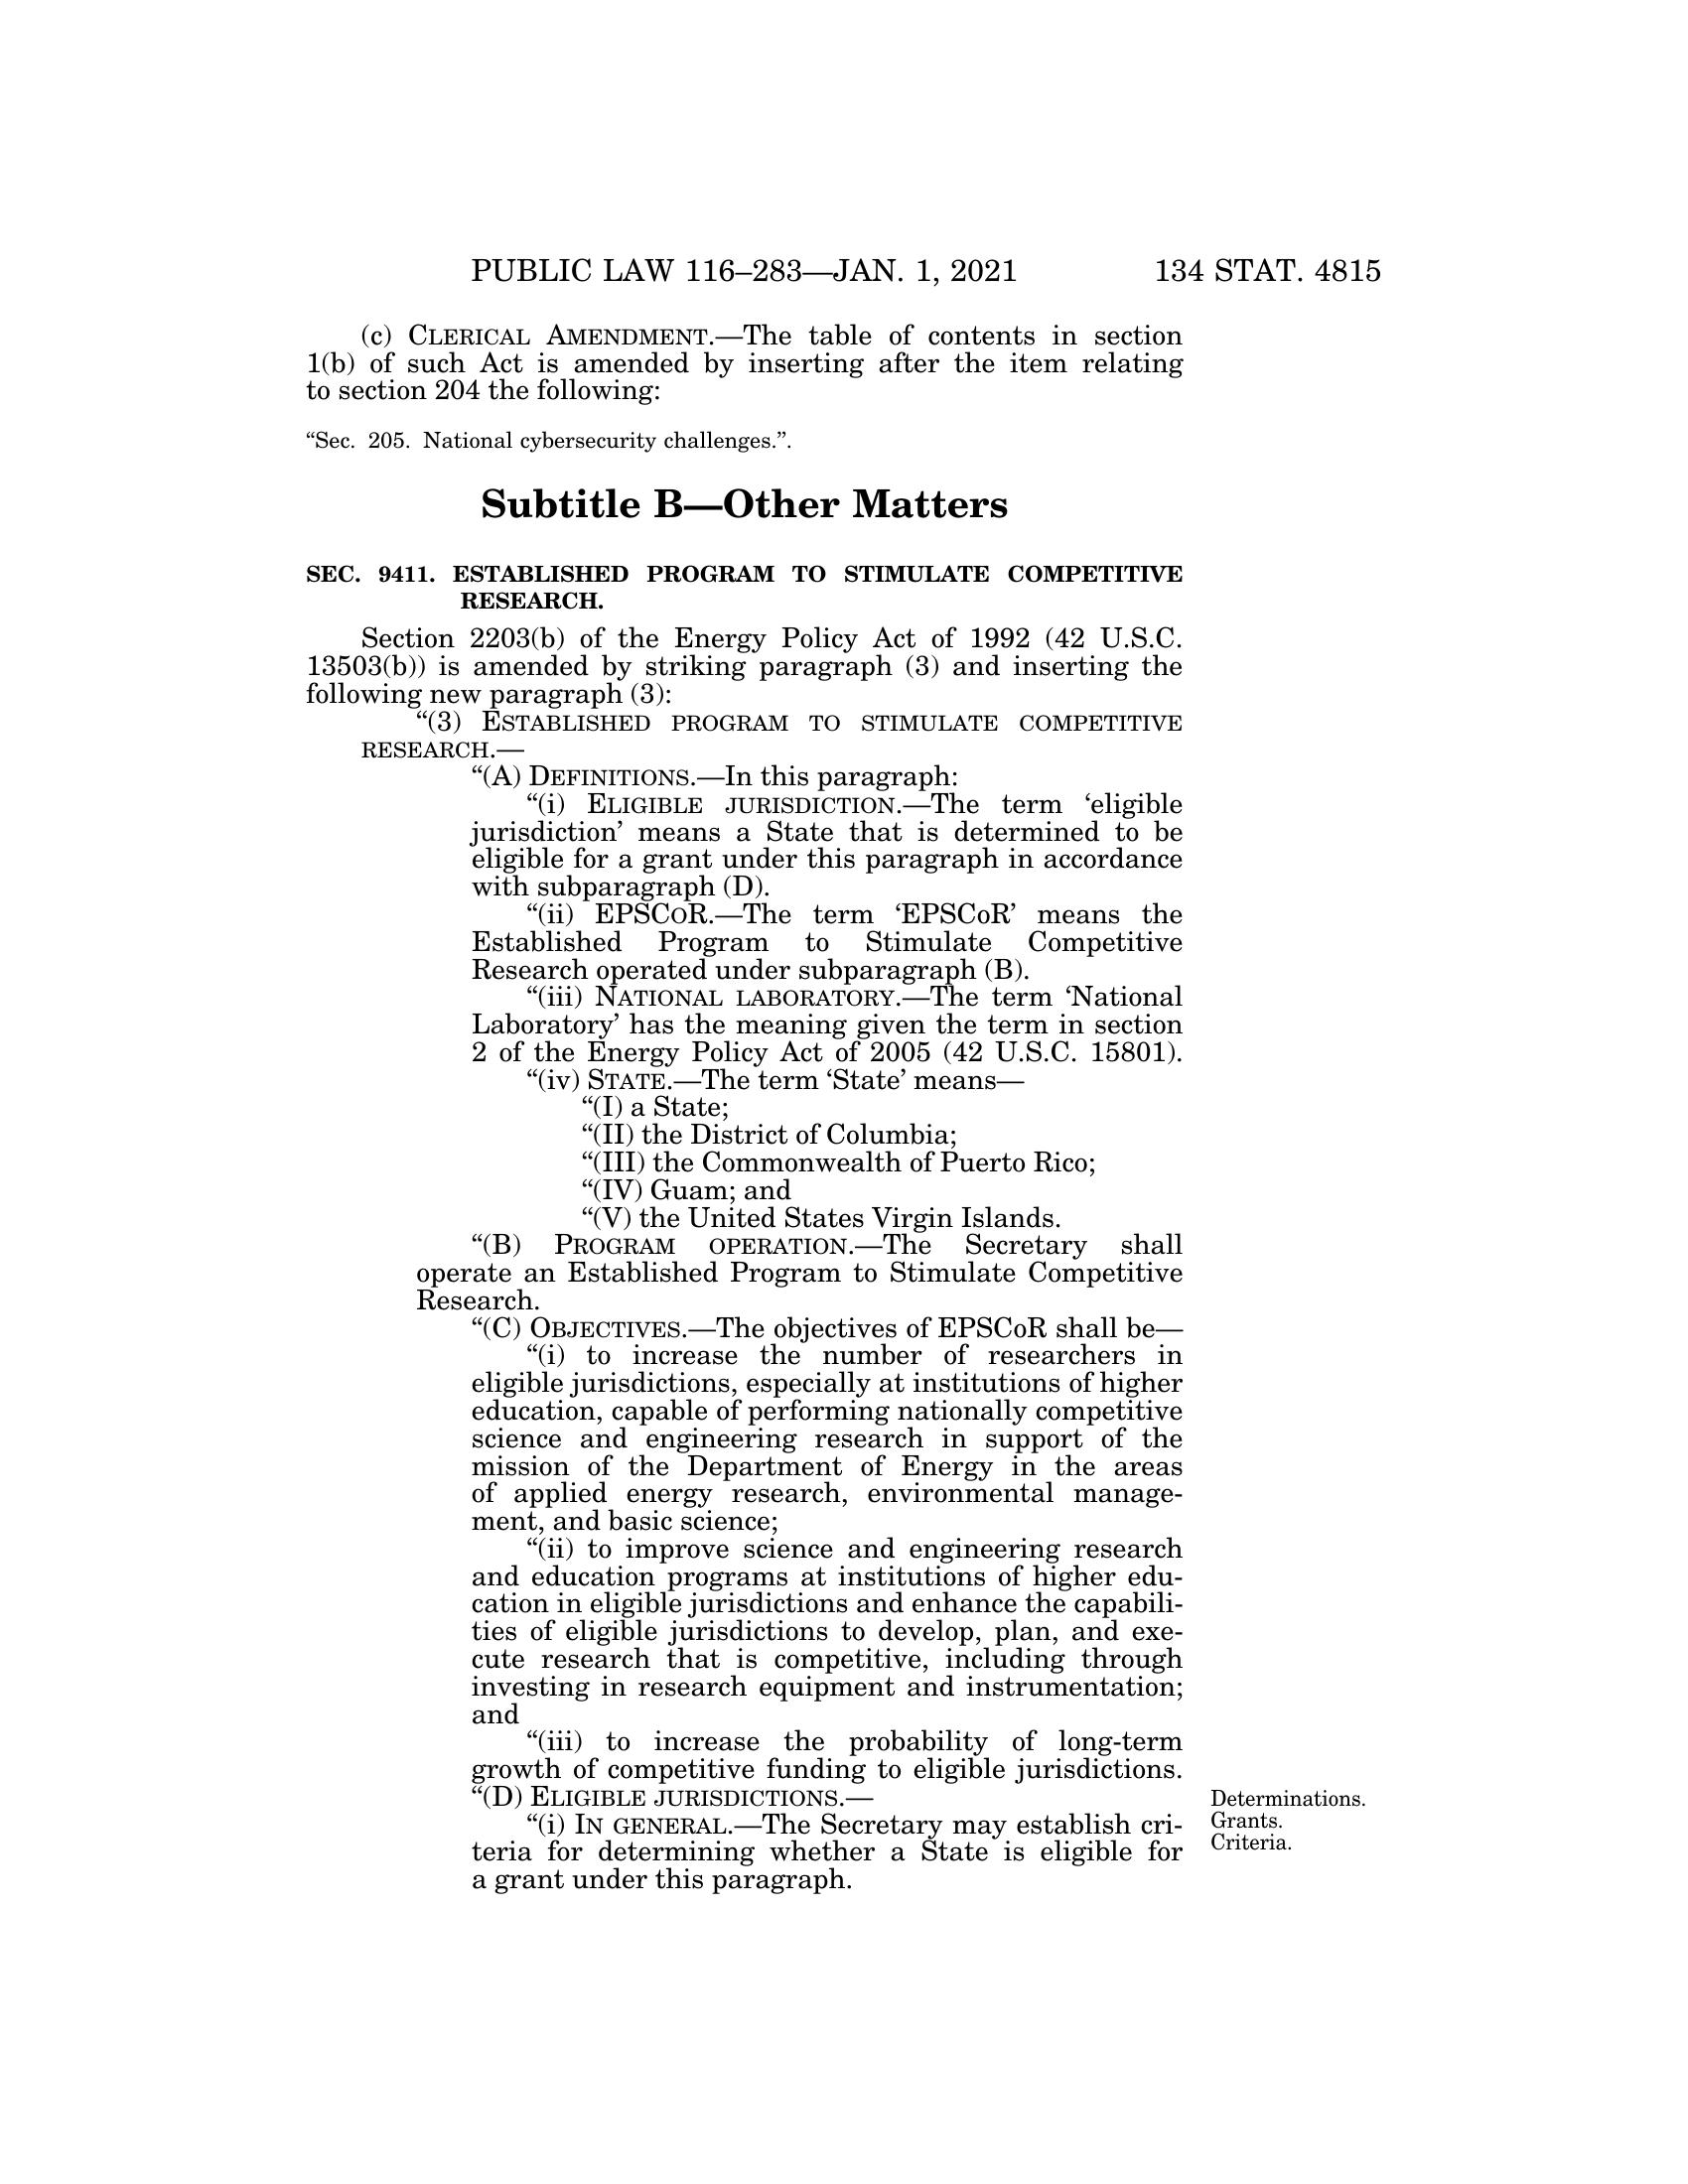 PUBLIC LAW 116–283—JAN. 1, 2021 134 STAT. 4815
(c) CLERICAL AMENDMENT.—The table of contents in section
1(b) of such Act is amended by inserting after the item relating
to section 204 the following:
“Sec. 205. National cybersecurity challenges.”.
Subtitle B—Other Matters
SEC. 9411. ESTABLISHED PROGRAM TO STIMULATE COMPETITIVE
RESEARCH.
Section 2203(b) of the Energy Policy Act of 1992 (42 U.S.C.
13503(b)) is amended by striking paragraph (3) and inserting the
following new paragraph (3):
“(3) ESTABLISHED PROGRAM TO STIMULATE COMPETITIVE
RESEARCH.—
“(A) DEFINITIONS.—In this paragraph:
“(i) ELIGIBLE JURISDICTION.—The term ‘eligible
jurisdiction’ means a State that is determined to be
eligible for a grant under this paragraph in accordance
with subparagraph (D).
“(ii) EPSCOR.—The term ‘EPSCoR’ means the
Established Program to Stimulate Competitive
Research operated under subparagraph (B).
“(iii) NATIONAL LABORATORY.—The term ‘National
Laboratory’ has the meaning given the term in section
2 of the Energy Policy Act of 2005 (42 U.S.C. 15801).
“(iv) STATE.—The term ‘State’ means—
“(I) a State;
“(II) the District of Columbia;
“(III) the Commonwealth of Puerto Rico;
“(IV) Guam; and
“(V) the United States Virgin Islands.
“(B) PROGRAM OPERATION.—The Secretary shall
operate an Established Program to Stimulate Competitive
Research.
“(C) OBJECTIVES.—The objectives of EPSCoR shall be—
“(i) to increase the number of researchers in
eligible jurisdictions, especially at institutions of higher
education, capable of performing nationally competitive
science and engineering research in support of the
mission of the Department of Energy in the areas
of applied energy research, environmental manage-
ment, and basic science;
“(ii) to improve science and engineering research
and education programs at institutions of higher edu-
cation in eligible jurisdictions and enhance the capabili-
ties of eligible jurisdictions to develop, plan, and exe-
cute research that is competitive, including through
investing in research equipment and instrumentation;
and
“(iii) to increase the probability of long-term
growth of competitive funding to eligible jurisdictions.
“(D) ELIGIBLE JURISDICTIONS.—
“(i) IN GENERAL.—The Secretary may establish cri-
teria for determining whether a State is eligible for
a grant under this paragraph.
Determinations.
Grants.
Criteria.